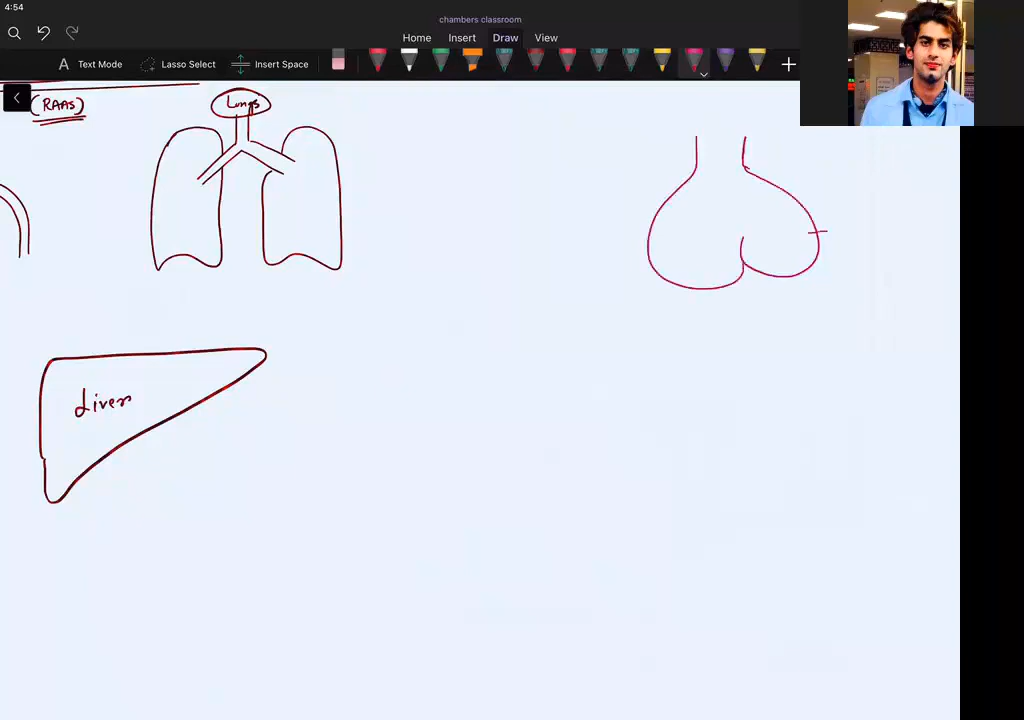 4:54
chambers classroom
Home Insert Draw View
Text Mode Lasso Select Insert Space
(RAAS)
Lungs
Liver